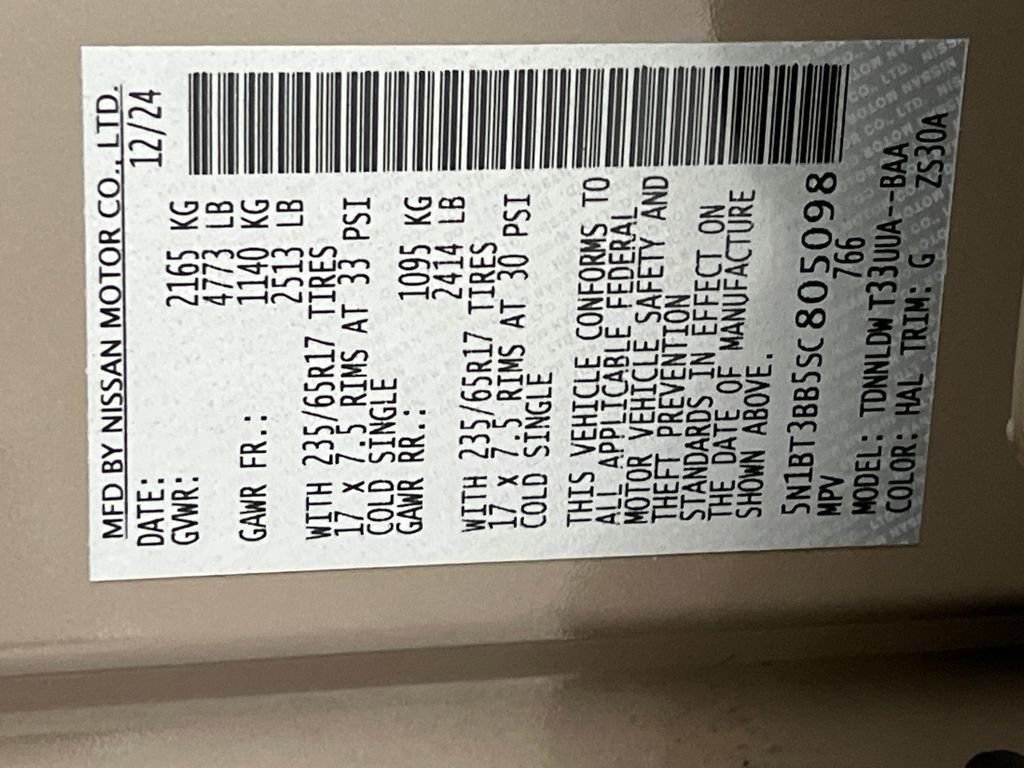 MFD BY NISSAN MOTOR CO., LTD.
DATE: 12/24
GVWR: 2165 KG
4773 LB
GAWR FR.: 1140 KG
2513 LB
WITH 235/65R17 TIRES
17 x 7.5 RIMS AT 33 PSI
COLD SINGLE
GAWR RR.: 1095 KG
2414 LB
WITH 235/65R17 TIRES
17 x 7.5 RIMS AT 30 PSI
COLD SINGLE
THIS VEHICLE CONFORMS TO
ALL APPLICABLE FEDERAL
MOTOR VEHICLE SAFETY AND
THEFT PREVENTION
STANDARDS IN EFFECT ON
THE DATE OF MANUFACTURE
SHOWN ABOVE.
5N1BT3BB5SC805098
MPV 766
MODEL: TDNNLDWT33UUA--BAA
COLOR: HAL TRIM: G ZS30A